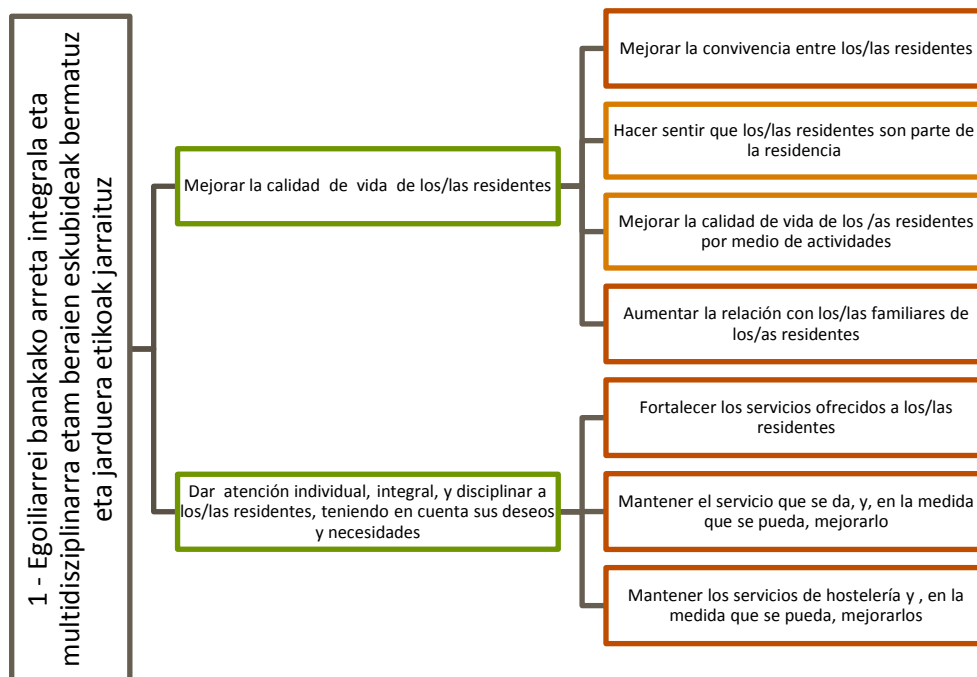 1 - Egoiliarrei banakako arreta integrala eta
multidisziplinarra etam beraien eskubideak bermatuz
eta jarduera etikoak jarraituz
Mejorar la calidad de vida de los/las residentes
Mejorar la convivencia entre los/las residentes
Hacer sentir que los/las residentes son parte de
la residencia
Mejorar la calidad de vida de los /as residentes
por medio de actividades
Aumentar la relación con los/las familiares de
los/as residentes
Dar atención individual, integral, y disciplinar a
los/las residentes, teniendo en cuenta sus deseos
y necesidades
Fortalecer los servicios ofrecidos a los/las
residentes
Mantener el servicio que se da, y, en la medida
que se pueda, mejorarlo
Mantener los servicios de hostelería y , en la
medida que se pueda, mejorarlos